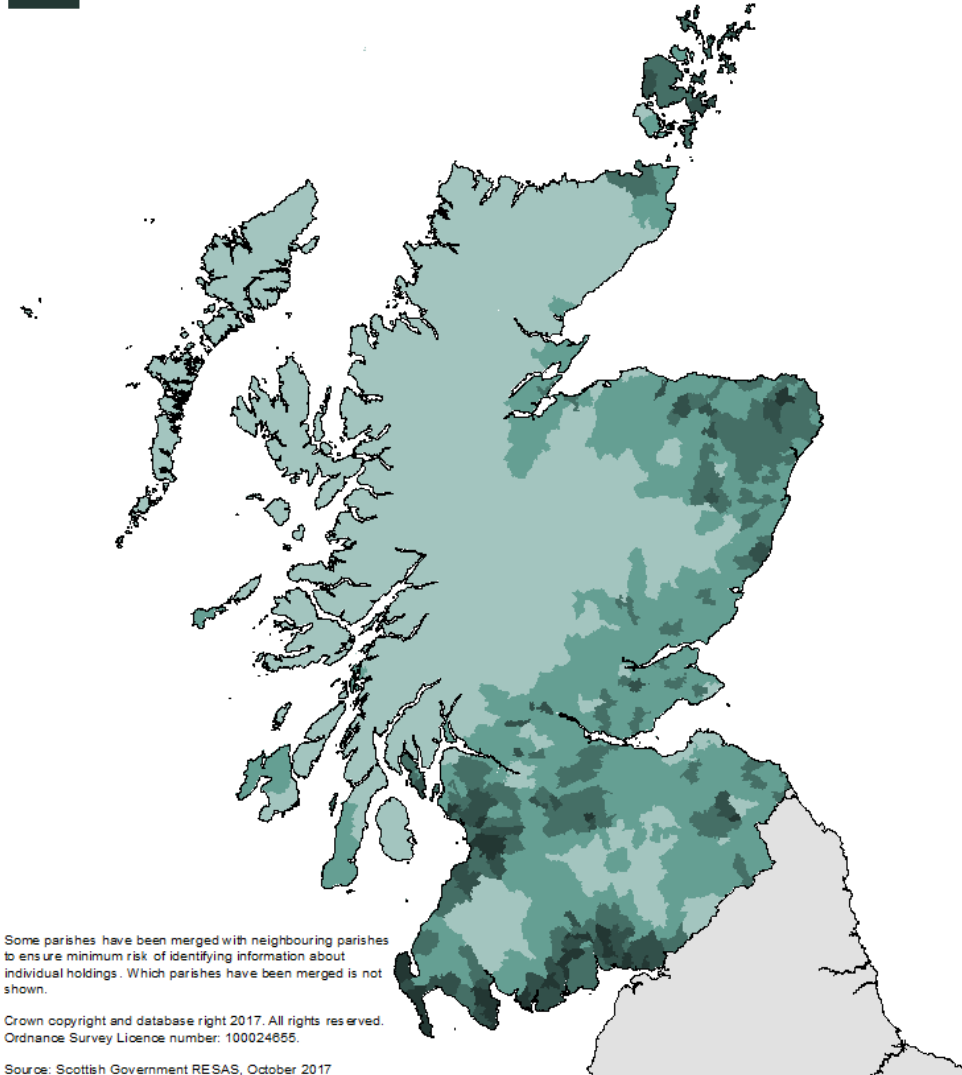 Some parishes have been merged with neighbouring parishes
to ensure minimum risk of identifying information about
individual holdings. Which parishes have been merged is not
shown.
Crown copyright and database right 2017. All rights reserved.
Ordnance Survey Licence number: 100024655.
Source: Scottish Government RESAS, October 2017